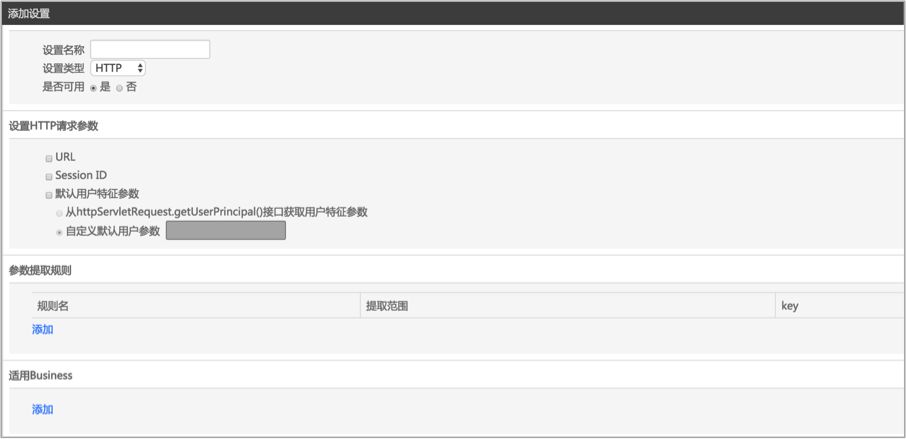 添加设置
设置名称
设置类型 HTTP
是否可用 是 否
设置HTTP请求参数
URL
Session ID
默认用户特征参数
从httpServletRequest.getUserPrincipal()接口获取用户特征参数
自定义默认用户参数
参数提取规则
规则名 提取范围 key
添加
适用Business
添加